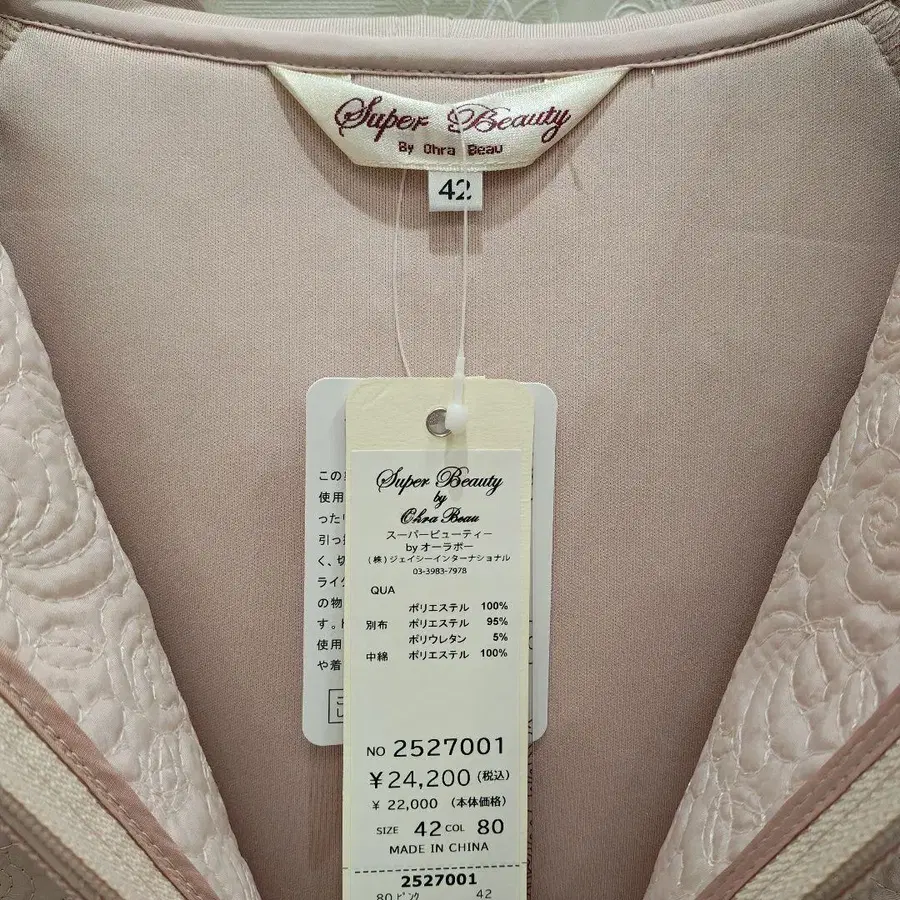 Super Beauty
By Ohra Beau
42
Super Beauty
by
Ohra Beau
スーパービューティー
by オーラボー
(株)ジェイシーインターナショナル
03-3983-7978
QUA
ポリエステル 100%
別布 ポリエステル 95%
ポリウレタン 5%
中綿 ポリエステル 100%
NO 2527001
¥24,200 (税込)
¥ 22,000 (本体価格)
SIZE 42 COL 80
MADE IN CHINA
2527001
80 ピンク 42
この
使用
った
引っ
く、切
ライ
の物
す。
使用
や着